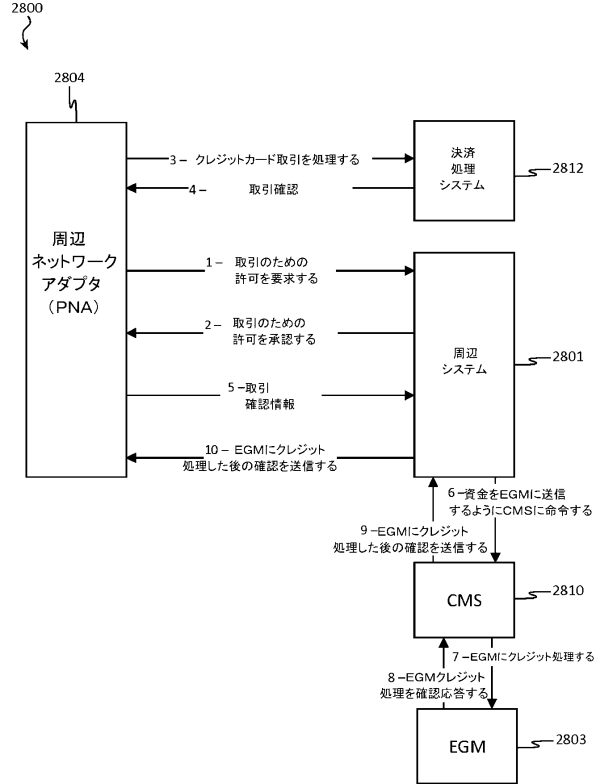 2800
2804
周辺
ネットワーク
アダプタ
(PNA)
3－ クレジットカード取引を処理する
4－ 取引確認
決済
処理
システム
2812
1－ 取引のための
許可を要求する
2－ 取引のための
許可を承認する
5－取引
確認情報
10－EGMにクレジット
処理した後の確認を送信する
周辺
システム
2801
6－資金をEGMに送信
するようにCMSに命令する
9－EGMにクレジット
処理した後の確認を送信する
CMS
2810
7－EGMにクレジット処理する
8－EGMクレジット
処理を確認応答する
EGM
2803